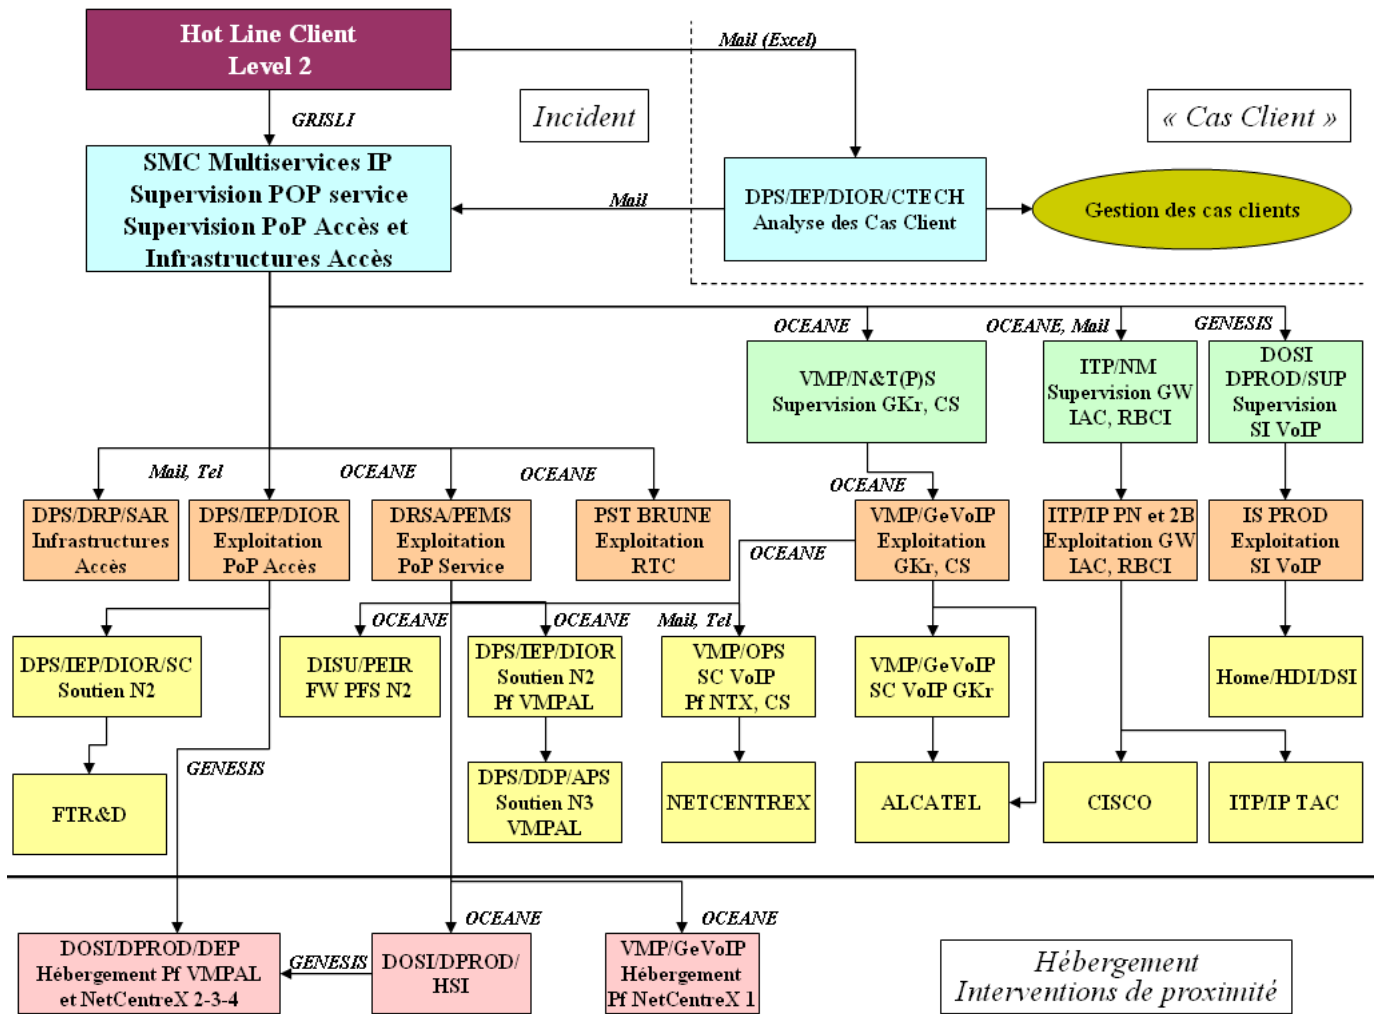 Hot Line Client
Level 2
Mail (Excel)
GRISLI
Incident
« Cas Client »
SMC Multiservices IP
Supervision POP service
Supervision PoP Accès et
Infrastructures Accès
Mail
DPS/IEP/DIOR/CTECH
Analyse des Cas Client
Gestion des cas clients
OCEANE
OCEANE, Mail
GENESIS
VMP/N&T(P)S
Supervision GKr, CS
ITP/NM
Supervision GW
IAC, RBCI
DOSI
DPROD/SUP
Supervision
SI VoIP
Mail, Tel
OCEANE
OCEANE
OCEANE
DPS/DRP/SAR
Infrastructures
Accès
DPS/IEP/DIOR
Exploitation
PoP Accès
DRSA/PEMS
Exploitation
PoP Service
PST BRUNE
Exploitation
RTC
OCEANE
VMP/GeVoIP
Exploitation
GKr, CS
ITP/IP PN et 2B
Exploitation GW
IAC, RBCI
IS PROD
Exploitation
SI VoIP
OCEANE
OCEANE
Mail, Tel
DPS/IEP/DIOR/SC
Soutien N2
DISU/PEIR
FW PFS N2
DPS/IEP/DIOR
Soutien N2
Pf VMPAL
VMP/OPS
SC VoIP
Pf NTX, CS
VMP/GeVoIP
SC VoIP GKr
Home/HDI/DSI
GENESIS
FTR&D
DPS/DDP/APS
Soutien N3
VMPAL
NETCENTREX
ALCATEL
CISCO
ITP/IP TAC
OCEANE
OCEANE
DOSI/DPROD/DEP
Hébergement Pf VMPAL
et NetCentreX 2-3-4
GENESIS
DOSI/DPROD/
HSI
VMP/GeVoIP
Hébergement
Pf NetCentreX 1
Hébergement
Interventions de proximité